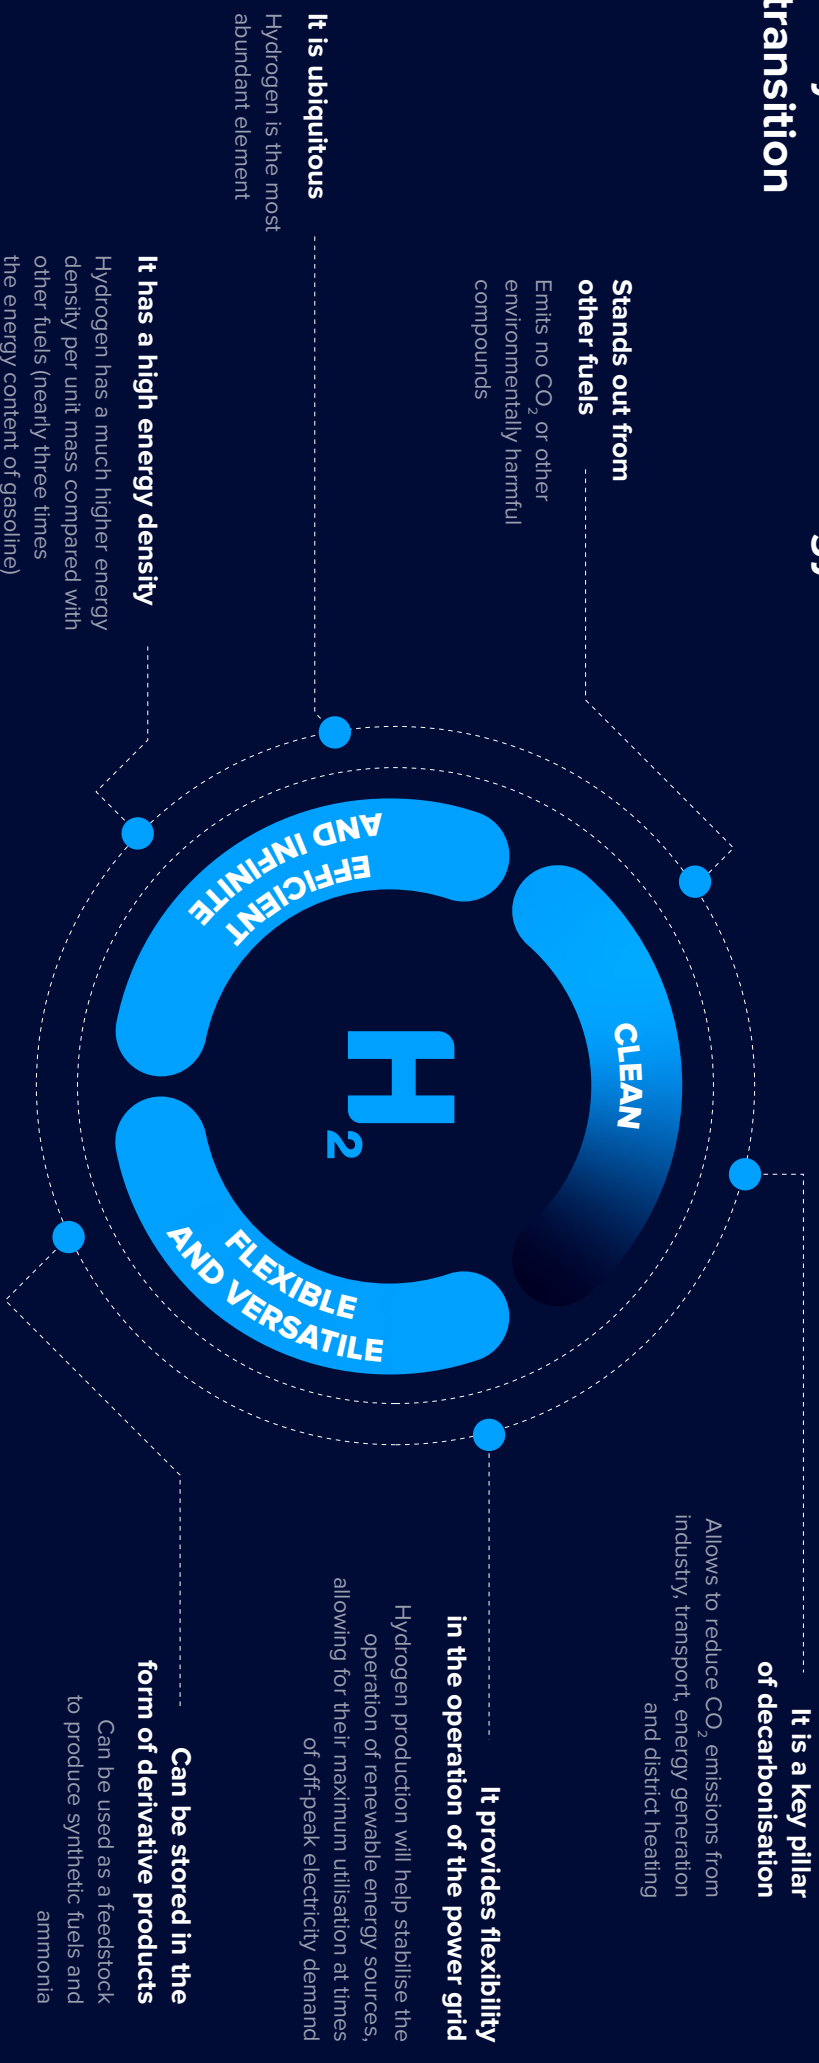 transition
Stands out from
other fuels
Emits no CO₂ or other
environmentally harmful
compounds
It is ubiquitous
Hydrogen is the most
abundant element
It has a high energy density
Hydrogen has a much higher energy
density per unit mass compared with
other fuels (nearly three times
the energy content of gasoline)
CLEAN
EFFICIENT
AND INFINITE
H₂
FLEXIBLE
AND VERSATILE
It is a key pillar
of decarbonisation
Allows to reduce CO₂ emissions from
industry, transport, energy generation
and district heating
It provides flexibility
in the operation of the power grid
Hydrogen production will help stabilise the
operation of renewable energy sources,
allowing for their maximum utilisation at times
of off-peak electricity demand
Can be stored in the
form of derivative products
Can be used as a feedstock
to produce synthetic fuels and
ammonia